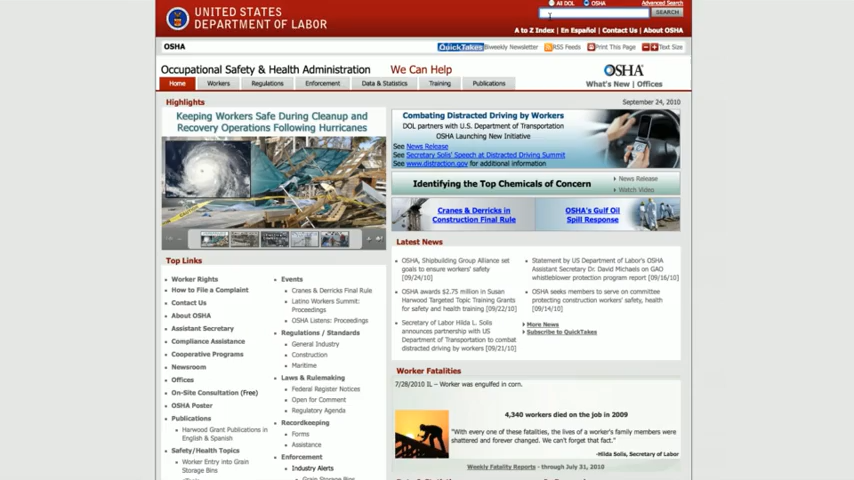 UNITED STATES
DEPARTMENT OF LABOR
All DOL OSHA Advanced Search
SEARCH
A to Z Index | En Español | Contact Us | About OSHA
OSHA
QuickTakes Biweekly Newsletter RSS Feeds Print This Page Text Size
Occupational Safety & Health Administration We Can Help
OSHA
What's New | Offices
Home Workers Regulations Enforcement Data & Statistics Training Publications
Highlights
September 24, 2010
Keeping Workers Safe During Cleanup and
Recovery Operations Following Hurricanes
Combating Distracted Driving by Workers
DOL partners with U.S. Department of Transportation
OSHA Launching New Initiative
See News Release
See Secretary Solis' Speech at Distracted Driving Summit
See www.distraction.gov for additional information
Identifying the Top Chemicals of Concern
News Release
Watch Video
Cranes & Derricks in
Construction Final Rule
OSHA's Gulf Oil
Spill Response
Top Links
Worker Rights
How to File a Complaint
Contact Us
About OSHA
Assistant Secretary
Compliance Assistance
Cooperative Programs
Newsroom
Offices
On-Site Consultation (Free)
OSHA Poster
Publications
Harwood Grant Publications in
English & Spanish
Safety/Health Topics
Worker Entry into Grain
Storage Bins
Events
Cranes & Derricks Final Rule
Latino Workers Summit:
Proceedings
OSHA Listens: Proceedings
Regulations / Standards
General Industry
Construction
Maritime
Laws & Rulemaking
Federal Register Notices
Open for Comment
Regulatory Agenda
Recordkeeping
Forms
Assistance
Enforcement
Industry Alerts
Grain Storage Bins
Latest News
OSHA, Shipbuilding Group Alliance set
goals to ensure workers' safety
[09/24/10]
OSHA awards $2.75 million in Susan
Harwood Targeted Topic Training Grants
for safety and health training [09/22/10]
Secretary of Labor Hilda L. Solis
announces partnership with US
Department of Transportation to combat
distracted driving by workers [09/21/10]
Statement by US Department of Labor's OSHA
Assistant Secretary Dr. David Michaels on GAO
whistleblower protection program report [09/16/10]
OSHA seeks members to serve on committee
protecting construction workers' safety, health
[09/14/10]
More News
Subscribe to QuickTakes
Worker Fatalities
7/28/2010 IL – Worker was engulfed in corn.
4,340 workers died on the job in 2009
"With every one of these fatalities, the lives of a worker's family members were
shattered and forever changed. We can't forget that fact."
-Hilda Solis, Secretary of Labor
Weekly Fatality Reports - through July 31, 2010